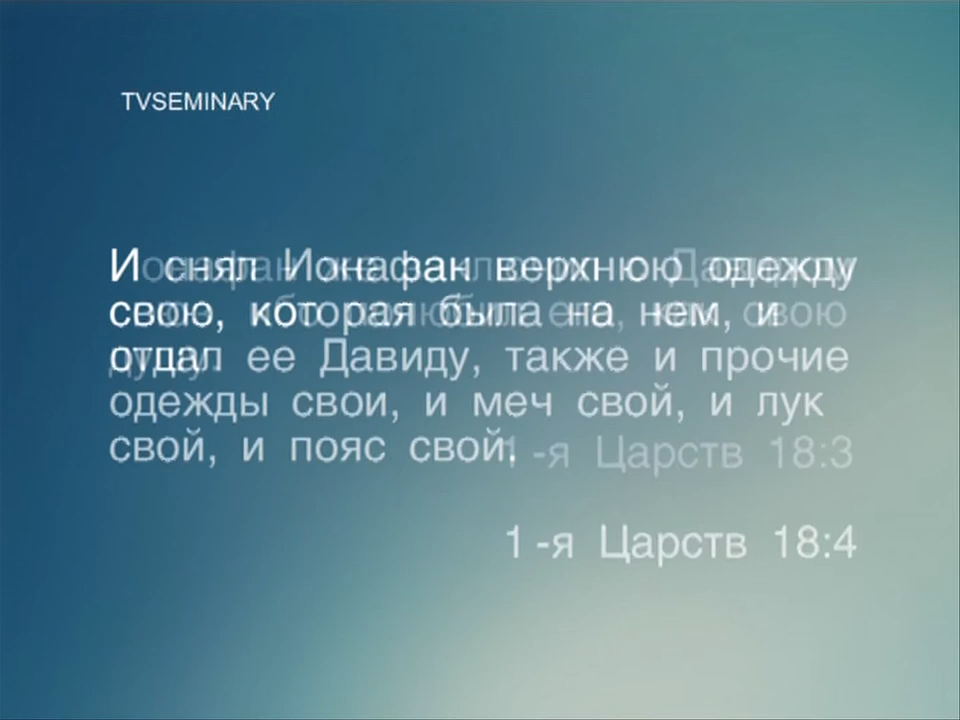 TVSEMINARY
И снял Ионафан верхнюю одежду
свою, которая была на нем, и
отдал ее Давиду, также и прочие
одежды свои, и меч свой, и лук
свой, и пояс свой.
1-я Царств 18:3
1-я Царств 18:4